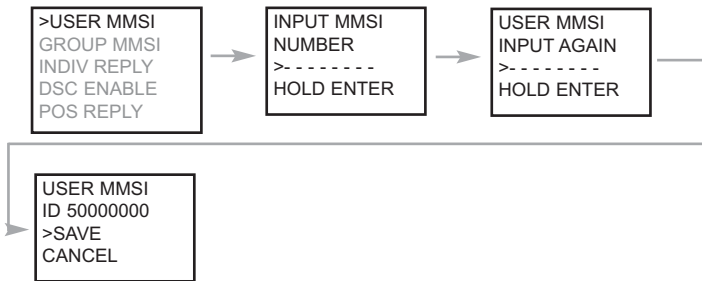 >USER MMSI
GROUP MMSI
INDIV REPLY
DSC ENABLE
POS REPLY
INPUT MMSI
NUMBER
>- - - - - - - -
HOLD ENTER
USER MMSI
INPUT AGAIN
>- - - - - - - -
HOLD ENTER
USER MMSI
ID 50000000
>SAVE
CANCEL